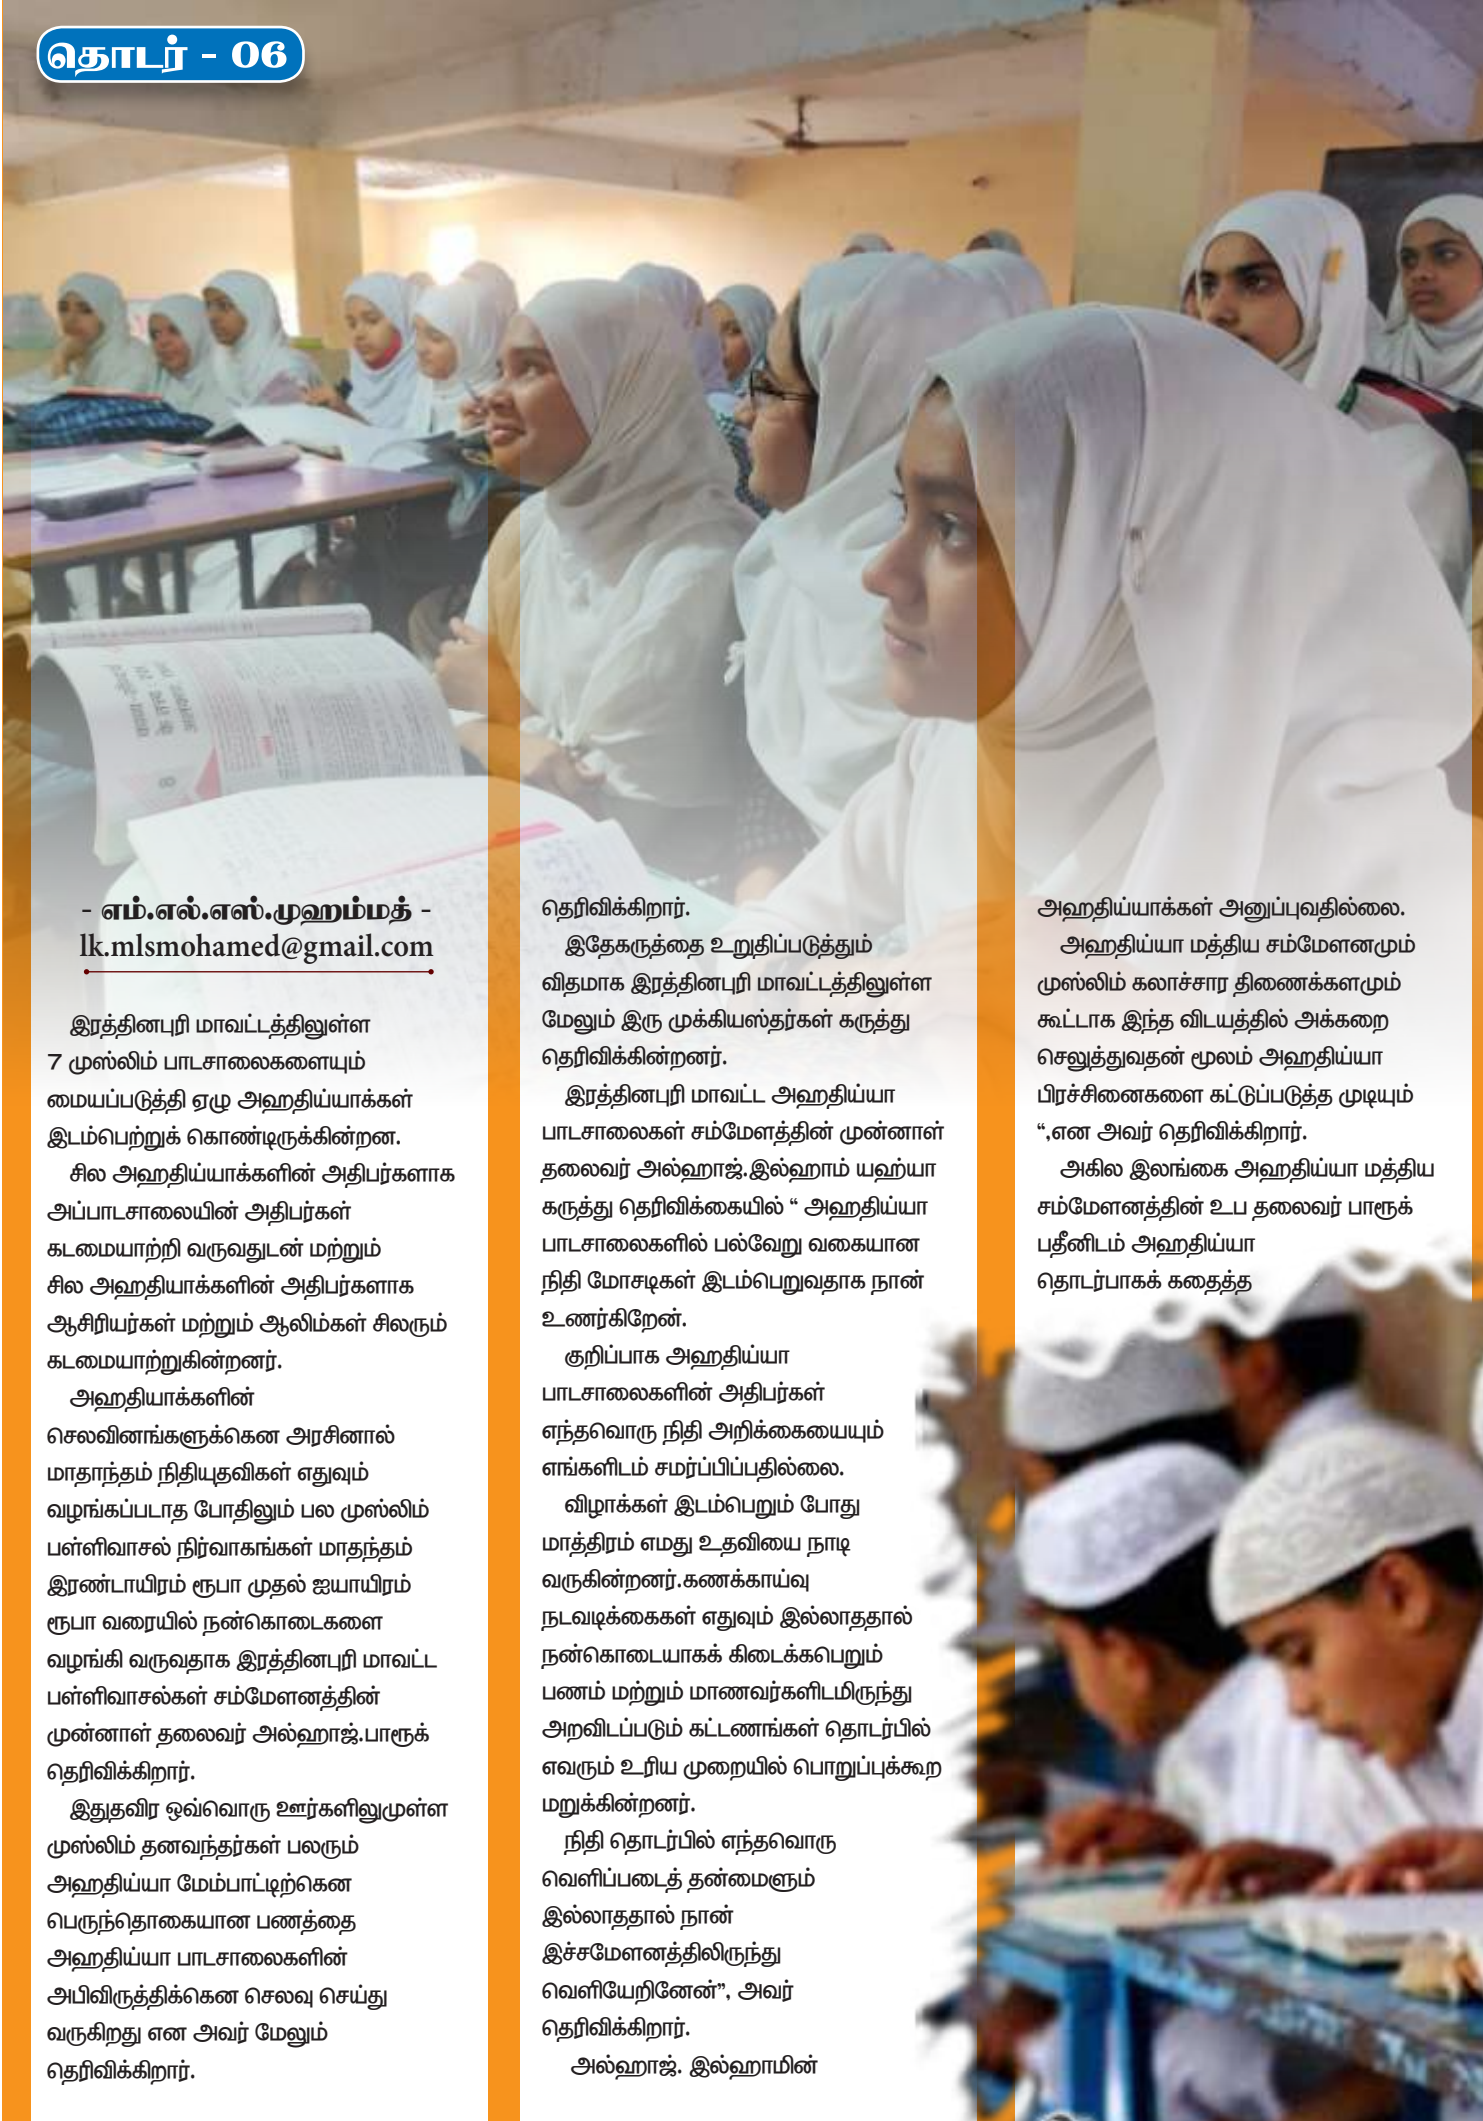 தொடர் - 06
- எம்.எல்.எஸ்.முஹம்மத் -
lk.mlsmohamed@gmail.com
இரத்தினபுரி மாவட்டத்திலுள்ள
7 முஸ்லிம் பாடசாலைகளையும்
மையப்படுத்தி ஏழு அஹதிய்யாக்கள்
இடம்பெற்றுக் கொண்டிருக்கின்றன.
சில அஹதிய்யாக்களின் அதிபர்களாக
அப்பாடசாலையின் அதிபர்கள்
கடமையாற்றி வருவதுடன் மற்றும்
சில அஹதியாக்களின் அதிபர்களாக
ஆசிரியர்கள் மற்றும் ஆலிம்கள் சிலரும்
கடமையாற்றுகின்றனர்.
அஹதியாக்களின்
செலவினங்களுக்கென அரசினால்
மாதாந்தம் நிதியுதவிகள் எதுவும்
வழங்கப்படாத போதிலும் பல முஸ்லிம்
பள்ளிவாசல் நிர்வாகங்கள் மாதந்தம்
இரண்டாயிரம் ரூபா முதல் ஐயாயிரம்
ரூபா வரையில் நன்கொடைகளை
வழங்கி வருவதாக இரத்தினபுரி மாவட்ட
பள்ளிவாசல்கள் சம்மேளனத்தின்
முன்னாள் தலைவர் அல்ஹாஜ்.பாரூக்
தெரிவிக்கிறார்.
இதுதவிர ஒவ்வொரு ஊர்களிலுமுள்ள
முஸ்லிம் தனவந்தர்கள் பலரும்
அஹதிய்யா மேம்பாட்டிற்கென
பெருந்தொகையான பணத்தை
அஹதிய்யா பாடசாலைகளின்
அபிவிருத்திக்கென செலவு செய்து
வருகிறது என அவர் மேலும்
தெரிவிக்கிறார்.
தெரிவிக்கிறார்.
இதேகருத்தை உறுதிப்படுத்தும்
விதமாக இரத்தினபுரி மாவட்டத்திலுள்ள
மேலும் இரு முக்கியஸ்தர்கள் கருத்து
தெரிவிக்கின்றனர்.
இரத்தினபுரி மாவட்ட அஹதிய்யா
பாடசாலைகள் சம்மேளத்தின் முன்னாள்
தலைவர் அல்ஹாஜ்.இல்ஹாம் யஹ்யா
கருத்து தெரிவிக்கையில் “ அஹதிய்யா
பாடசாலைகளில் பல்வேறு வகையான
நிதி மோசடிகள் இடம்பெறுவதாக நான்
உணர்கிறேன்.
குறிப்பாக அஹதிய்யா
பாடசாலைகளின் அதிபர்கள்
எந்தவொரு நிதி அறிக்கையையும்
எங்களிடம் சமர்ப்பிப்பதில்லை.
விழாக்கள் இடம்பெறும் போது
மாத்திரம் எமது உதவியை நாடி
வருகின்றனர்.கணக்காய்வு
நடவடிக்கைகள் எதுவும் இல்லாததால்
நன்கொடையாகக் கிடைக்கபெறும்
பணம் மற்றும் மாணவர்களிடமிருந்து
அறவிடப்படும் கட்டணங்கள் தொடர்பில்
எவரும் உரிய முறையில் பொறுப்புக்கூற
மறுக்கின்றனர்.
நிதி தொடர்பில் எந்தவொரு
வெளிப்படைத் தன்மைளும்
இல்லாததால் நான்
இச்சமேளனத்திலிருந்து
வெளியேறினேன்”, அவர்
தெரிவிக்கிறார்.
அல்ஹாஜ். இல்ஹாமின்
அஹதிய்யாக்கள் அனுப்புவதில்லை.
அஹதிய்யா மத்திய சம்மேளனமும்
முஸ்லிம் கலாச்சார திணைக்களமும்
கூட்டாக இந்த விடயத்தில் அக்கறை
செலுத்துவதன் மூலம் அஹதிய்யா
பிரச்சினைகளை கட்டுப்படுத்த முடியும்
“,என அவர் தெரிவிக்கிறார்.
அகில இலங்கை அஹதிய்யா மத்திய
சம்மேளனத்தின் உப தலைவர் பாரூக்
பதீனிடம் அஹதிய்யா
தொடர்பாகக் கதைத்த